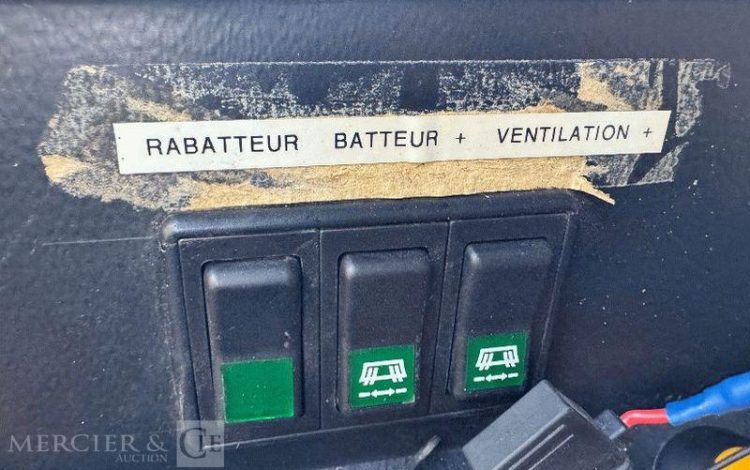 RABATTEUR BATTEUR + VENTILATION +
MERCIER & CIE
AUCTION